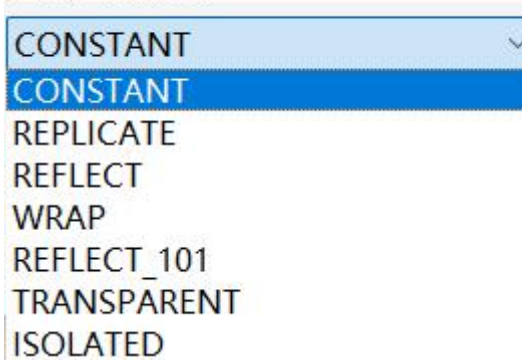 CONSTANT
CONSTANT
REPLICATE
REFLECT
WRAP
REFLECT_101
TRANSPARENT
ISOLATED